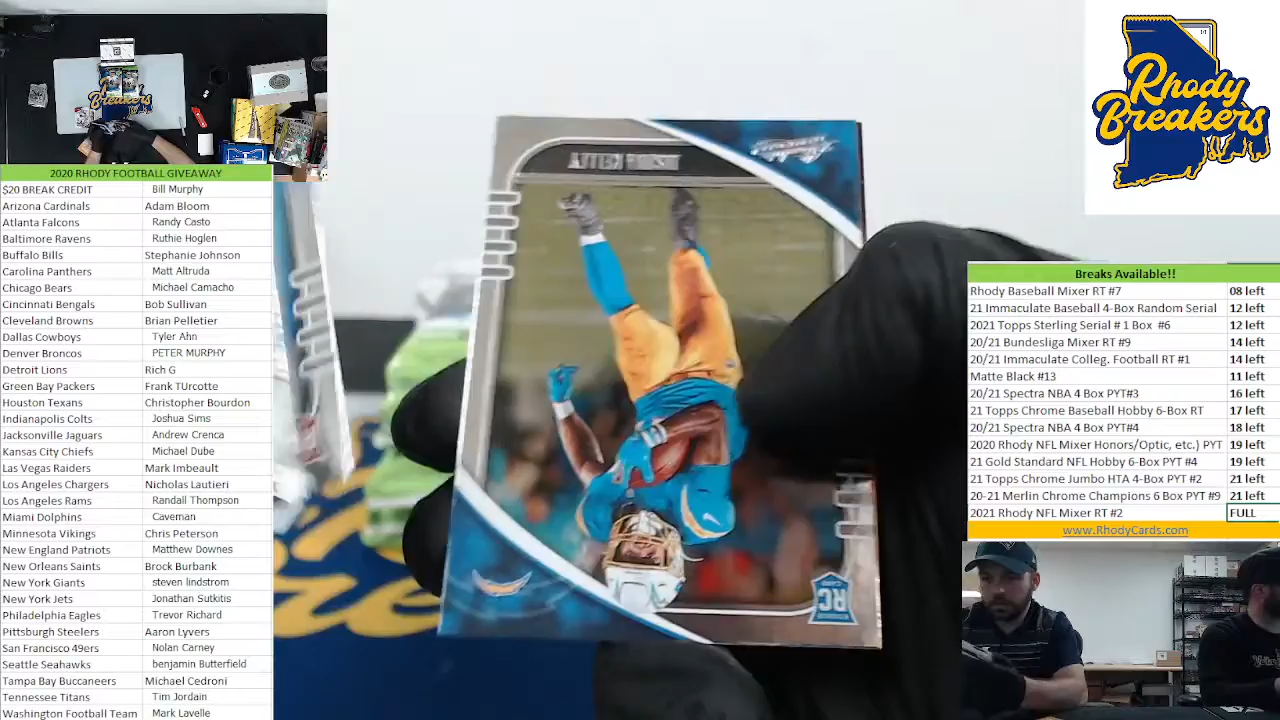 2020 RHODY FOOTBALL GIVEAWAY
$20 BREAK CREDIT Bill Murphy
Arizona Cardinals Adam Bloom
Atlanta Falcons Randy Casto
Baltimore Ravens Ruthie Hoglen
Buffalo Bills Stephanie Johnson
Carolina Panthers Matt Altruda
Chicago Bears Michael Camacho
Cincinnati Bengals Bob Sullivan
Cleveland Browns Brian Pelletier
Dallas Cowboys Tyler Ahn
Denver Broncos PETER MURPHY
Detroit Lions Rich G
Green Bay Packers Frank TUrcotte
Houston Texans Christopher Bourdon
Indianapolis Colts Joshua Sims
Jacksonville Jaguars Andrew Crenca
Kansas City Chiefs Michael Dube
Las Vegas Raiders Mark Imbeault
Los Angeles Chargers Nicholas Lautieri
Los Angeles Rams Randall Thompson
Miami Dolphins Caveman
Minnesota Vikings Chris Peterson
New England Patriots Matthew Downes
New Orleans Saints Brock Burbank
New York Giants steven lindstrom
New York Jets Jonathan Sutkitis
Philadelphia Eagles Trevor Richard
Pittsburgh Steelers Aaron Lyvers
San Francisco 49ers Nolan Carney
Seattle Seahawks benjamin Butterfield
Tampa Bay Buccaneers Michael Cedroni
Tennessee Titans Tim Jordain
Washington Football Team Mark Lavelle
RC
Rhody
Breakers
1/1
Breaks Available!!
Rhody Baseball Mixer RT #7 08 left
21 Immaculate Baseball 4-Box Random Serial 12 left
2021 Topps Sterling Serial # 1 Box #6 12 left
20/21 Bundesliga Mixer RT #9 14 left
20/21 Immaculate Colleg. Football RT #1 14 left
Matte Black #13 11 left
20/21 Spectra NBA 4 Box PYT#3 16 left
21 Topps Chrome Baseball Hobby 6-Box RT 17 left
20/21 Spectra NBA 4 Box PYT#4 18 left
2020 Rhody NFL Mixer Honors/Optic, etc.) PYT 19 left
21 Gold Standard NFL Hobby 6-Box PYT #4 19 left
21 Topps Chrome Jumbo HTA 4-Box PYT #2 21 left
20-21 Merlin Chrome Champions 6 Box PYT #9 21 left
2021 Rhody NFL Mixer RT #2 FULL
www.RhodyCards.com